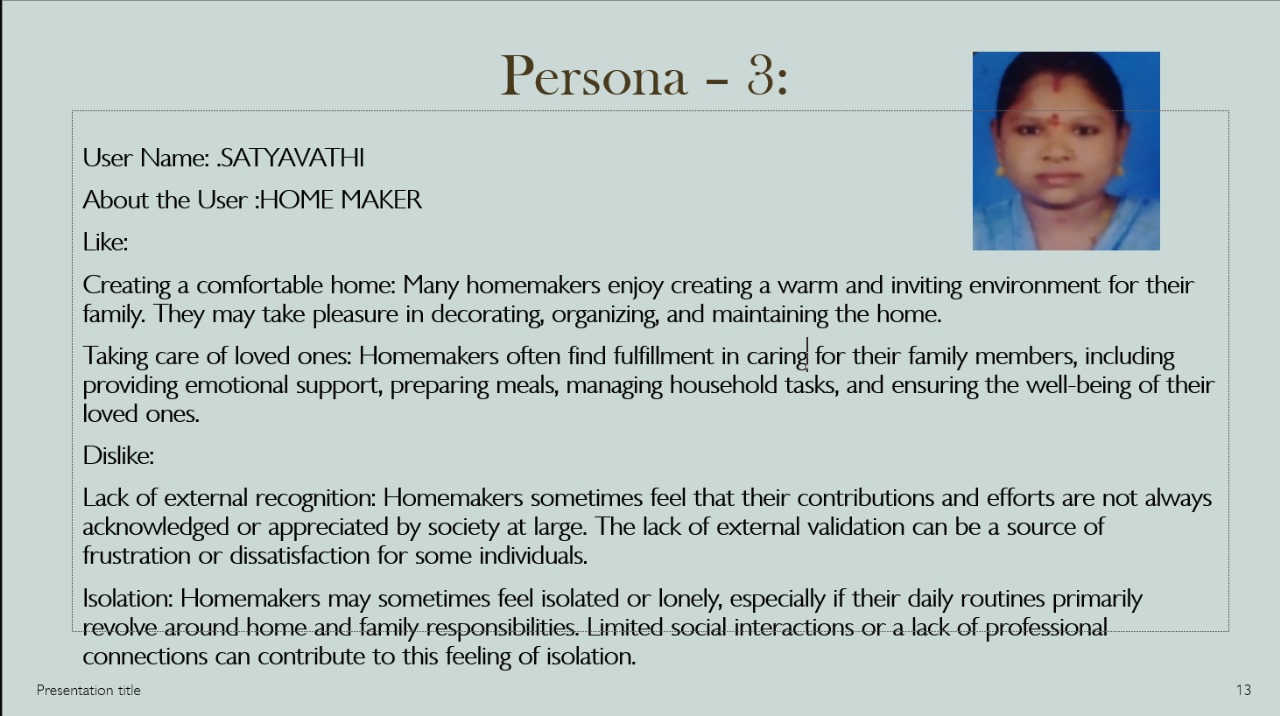 Persona – 3:
User Name: .SATYAVATHI
About the User :HOME MAKER
Like:
Creating a comfortable home: Many homemakers enjoy creating a warm and inviting environment for their
family. They may take pleasure in decorating, organizing, and maintaining the home.
Taking care of loved ones: Homemakers often find fulfillment in caring for their family members, including
providing emotional support, preparing meals, managing household tasks, and ensuring the well-being of their
loved ones.
Dislike:
Lack of external recognition: Homemakers sometimes feel that their contributions and efforts are not always
acknowledged or appreciated by society at large. The lack of external validation can be a source of
frustration or dissatisfaction for some individuals.
Isolation: Homemakers may sometimes feel isolated or lonely, especially if their daily routines primarily
revolve around home and family responsibilities. Limited social interactions or a lack of professional
connections can contribute to this feeling of isolation.
Presentation title
13